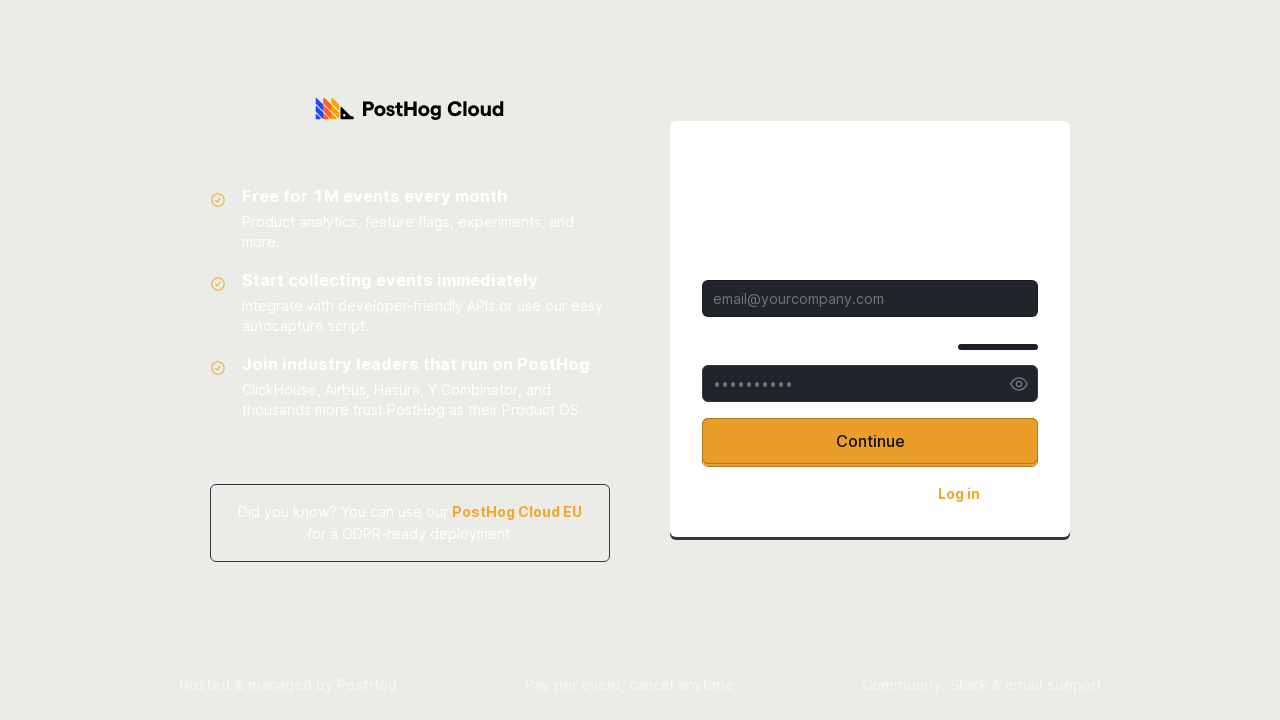 PostHog Cloud
Free for 1M events every month
Product analytics, feature flags, experiments, and
more.
Start collecting events immediately
Integrate with developer-friendly APIs or use our easy
autocapture script.
Join industry leaders that run on PostHog
ClickHouse, Airbus, Hasura, Y Combinator, and
thousands more trust PostHog as their Product OS.
Did you know? You can use our PostHog Cloud EU
for a GDPR-ready deployment.
email@yourcompany.com
••••••••••
Continue
Log in
Hosted & managed by PostHog
Pay per event, cancel anytime
Community, Slack & email support